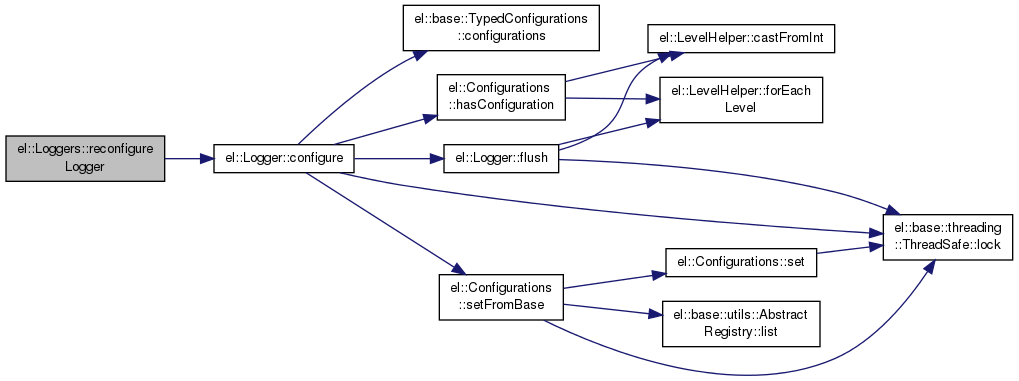 el::Loggers::reconfigure
Logger
el::Logger::configure
el::base::TypedConfigurations
::configurations
el::Configurations
::hasConfiguration
el::Logger::flush
el::Configurations
::setFromBase
el::LevelHelper::castFromInt
el::LevelHelper::forEach
Level
el::Configurations::set
el::base::utils::Abstract
Registry::list
el::base::threading
::ThreadSafe::lock